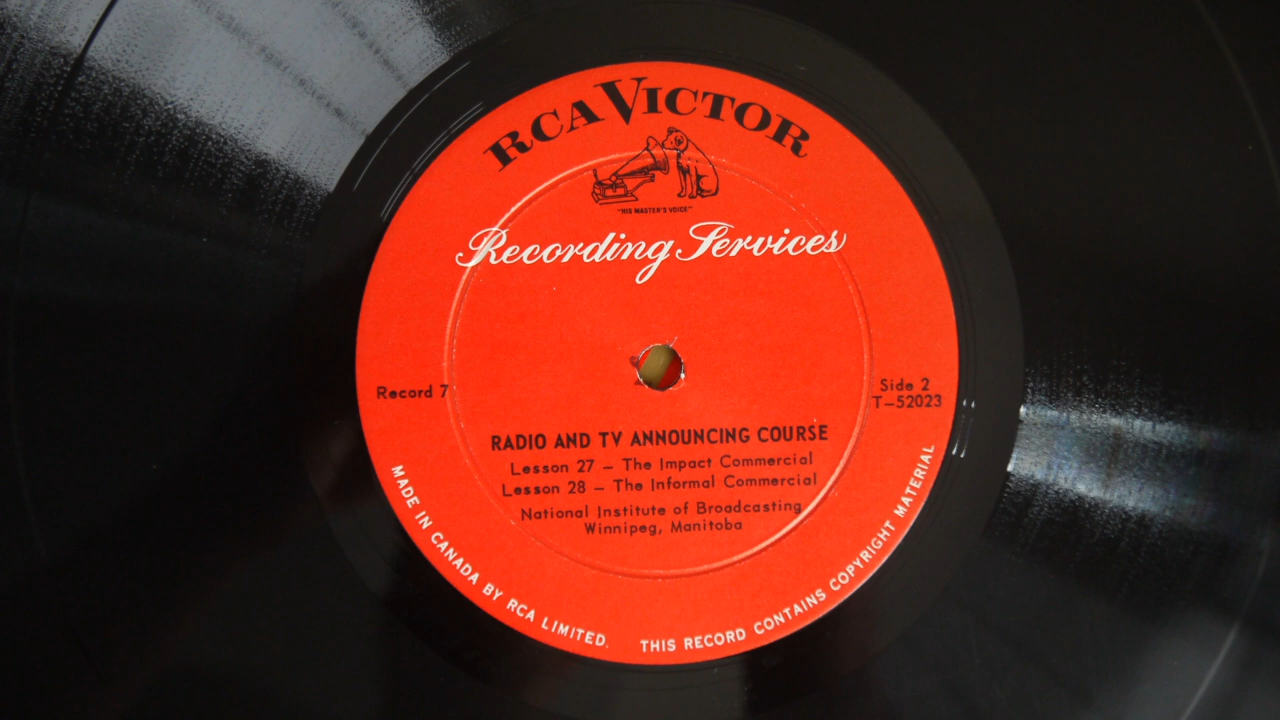 RCA VICTOR
"HIS MASTER'S VOICE"
Recording Services
Record 7
Side 2
T-52023
RADIO AND TV ANNOUNCING COURSE
Lesson 27 – The Impact Commercial
Lesson 28 – The Informal Commercial
National Institute of Broadcasting
Winnipeg, Manitoba
MADE IN CANADA BY RCA LIMITED. THIS RECORD CONTAINS COPYRIGHT MATERIAL